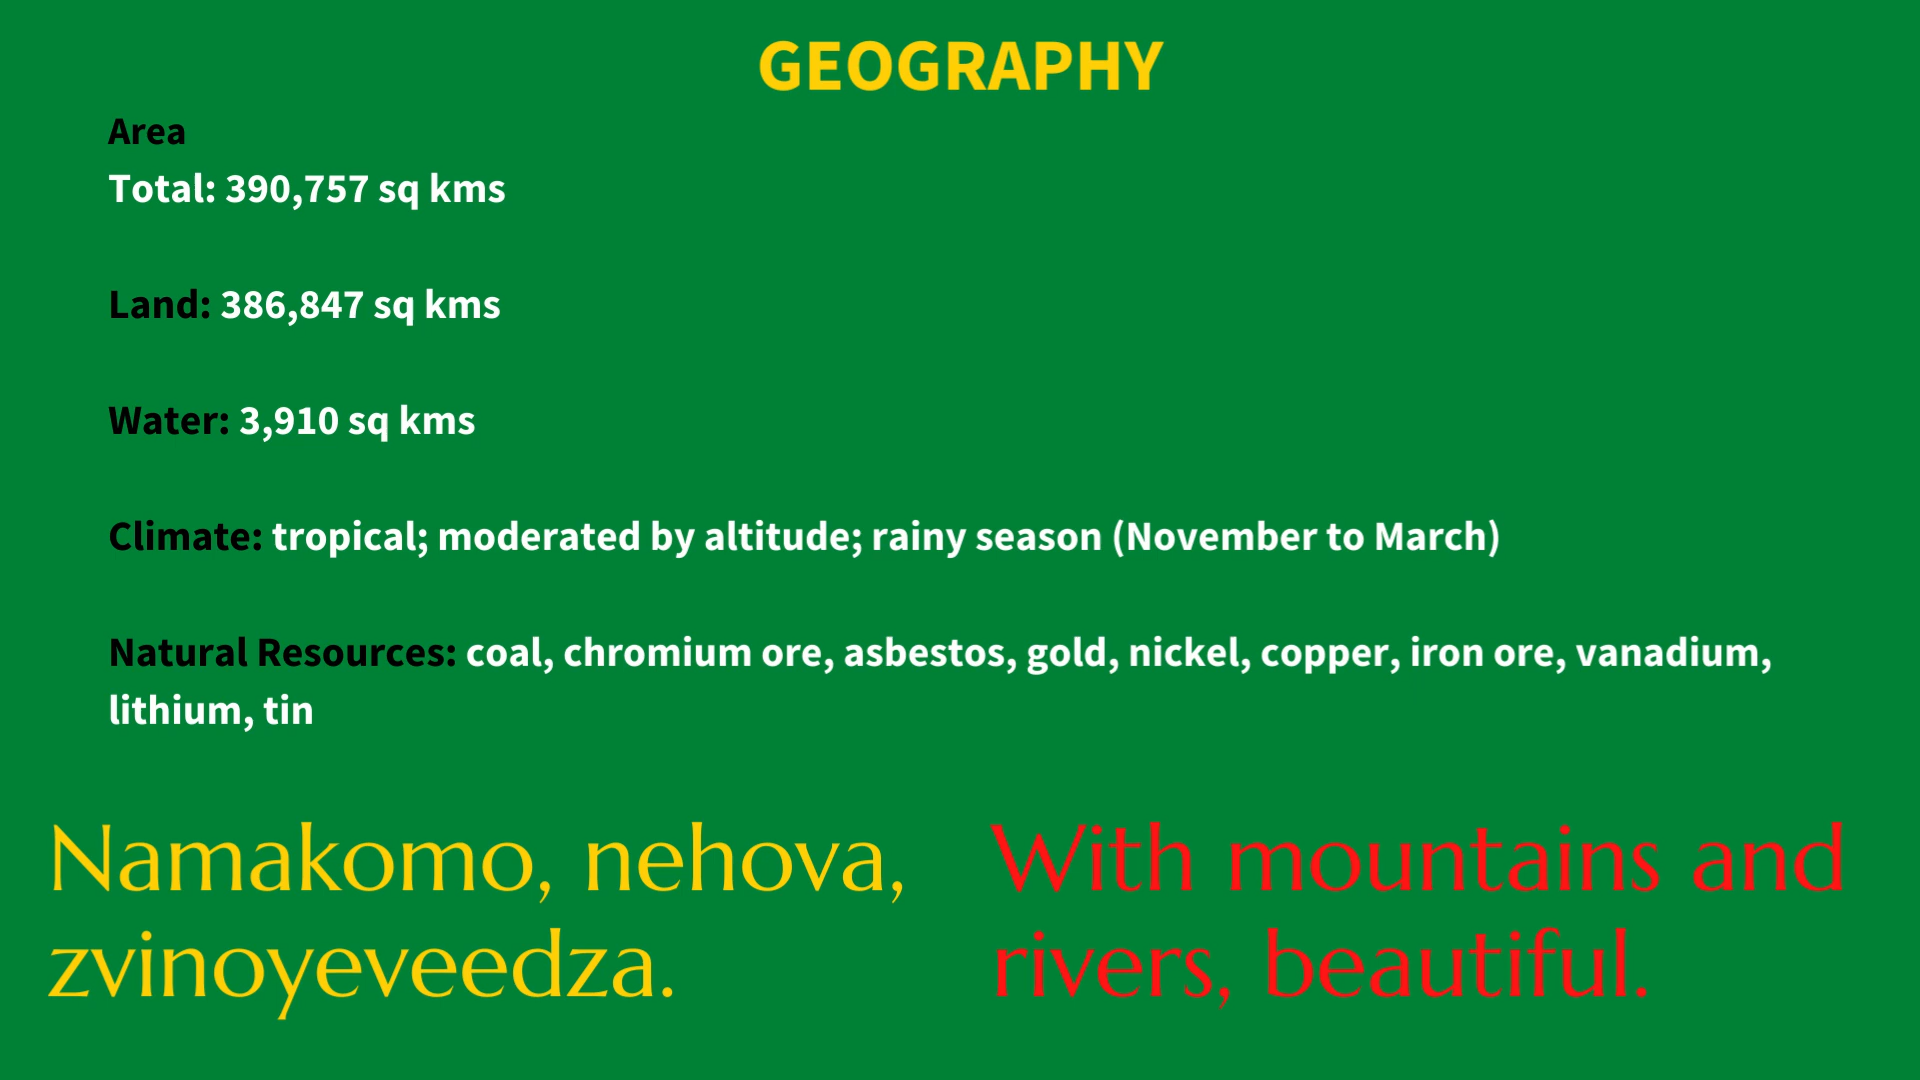 GEOGRAPHY
Area
Total: 390,757 sq kms
Land: 386,847 sq kms
Water: 3,910 sq kms
Climate: tropical; moderated by altitude; rainy season (November to March)
Natural Resources: coal, chromium ore, asbestos, gold, nickel, copper, iron ore, vanadium,
lithium, tin
Namakomo, nehova,
zvinoyeveedza.
With mountains and
rivers, beautiful.